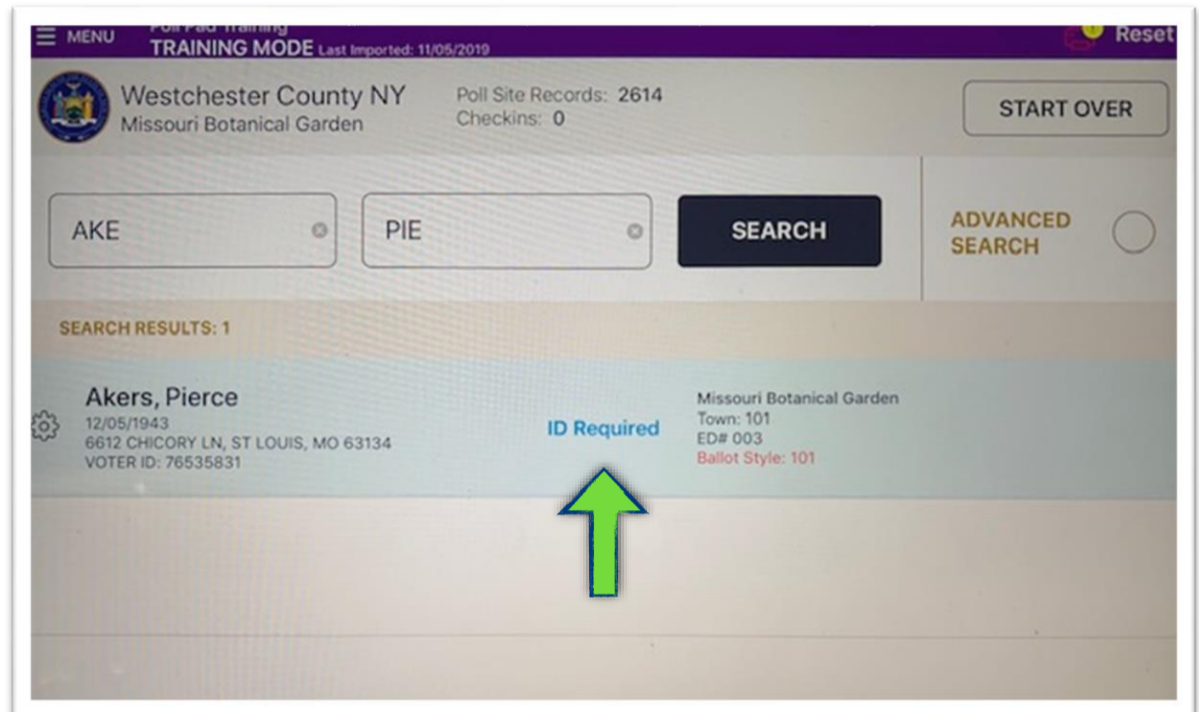 Poll Pad Training
MENU
TRAINING MODE Last Imported: 11/05/2019
Reset
Westchester County NY
Missouri Botanical Garden
Poll Site Records: 2614
Checkins: 0
START OVER
AKE
PIE
SEARCH
ADVANCED
SEARCH
SEARCH RESULTS: 1
Akers, Pierce
12/05/1943
6612 CHICORY LN, ST LOUIS, MO 63134
VOTER ID: 76535831
ID Required
Missouri Botanical Garden
Town: 101
ED# 003
Ballot Style: 101